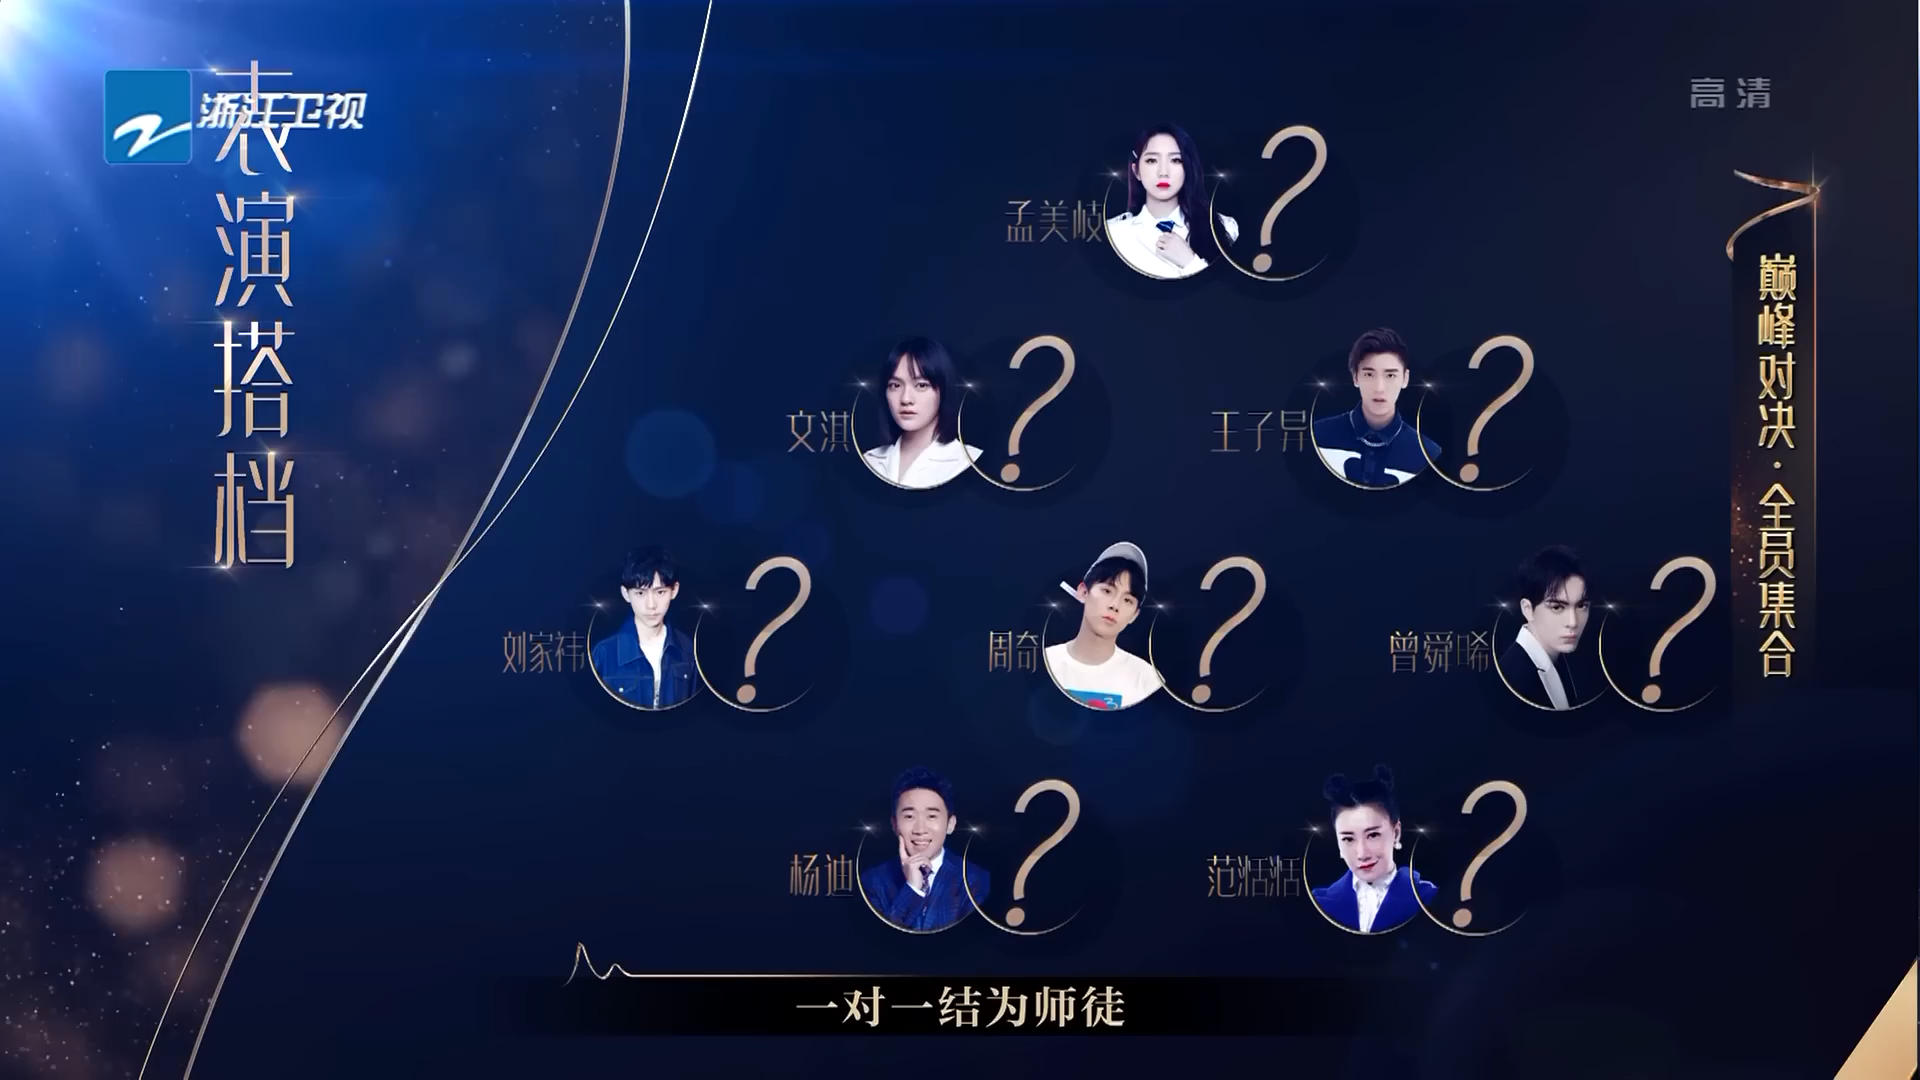 浙江卫视
高清
表演搭档
孟美岐
?
文淇
?
王子异
?
刘家祎
?
周奇
?
曾舜晞
?
杨迪
?
范湉湉
?
巅峰对决·全员集合
一对一结为师徒